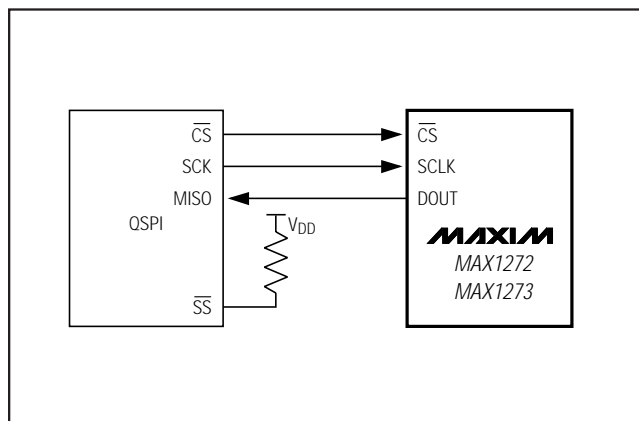 CS
SCK
MISO
QSPI
SS
VDD
CS
SCLK
DOUT
MAXIM
MAX1272
MAX1273